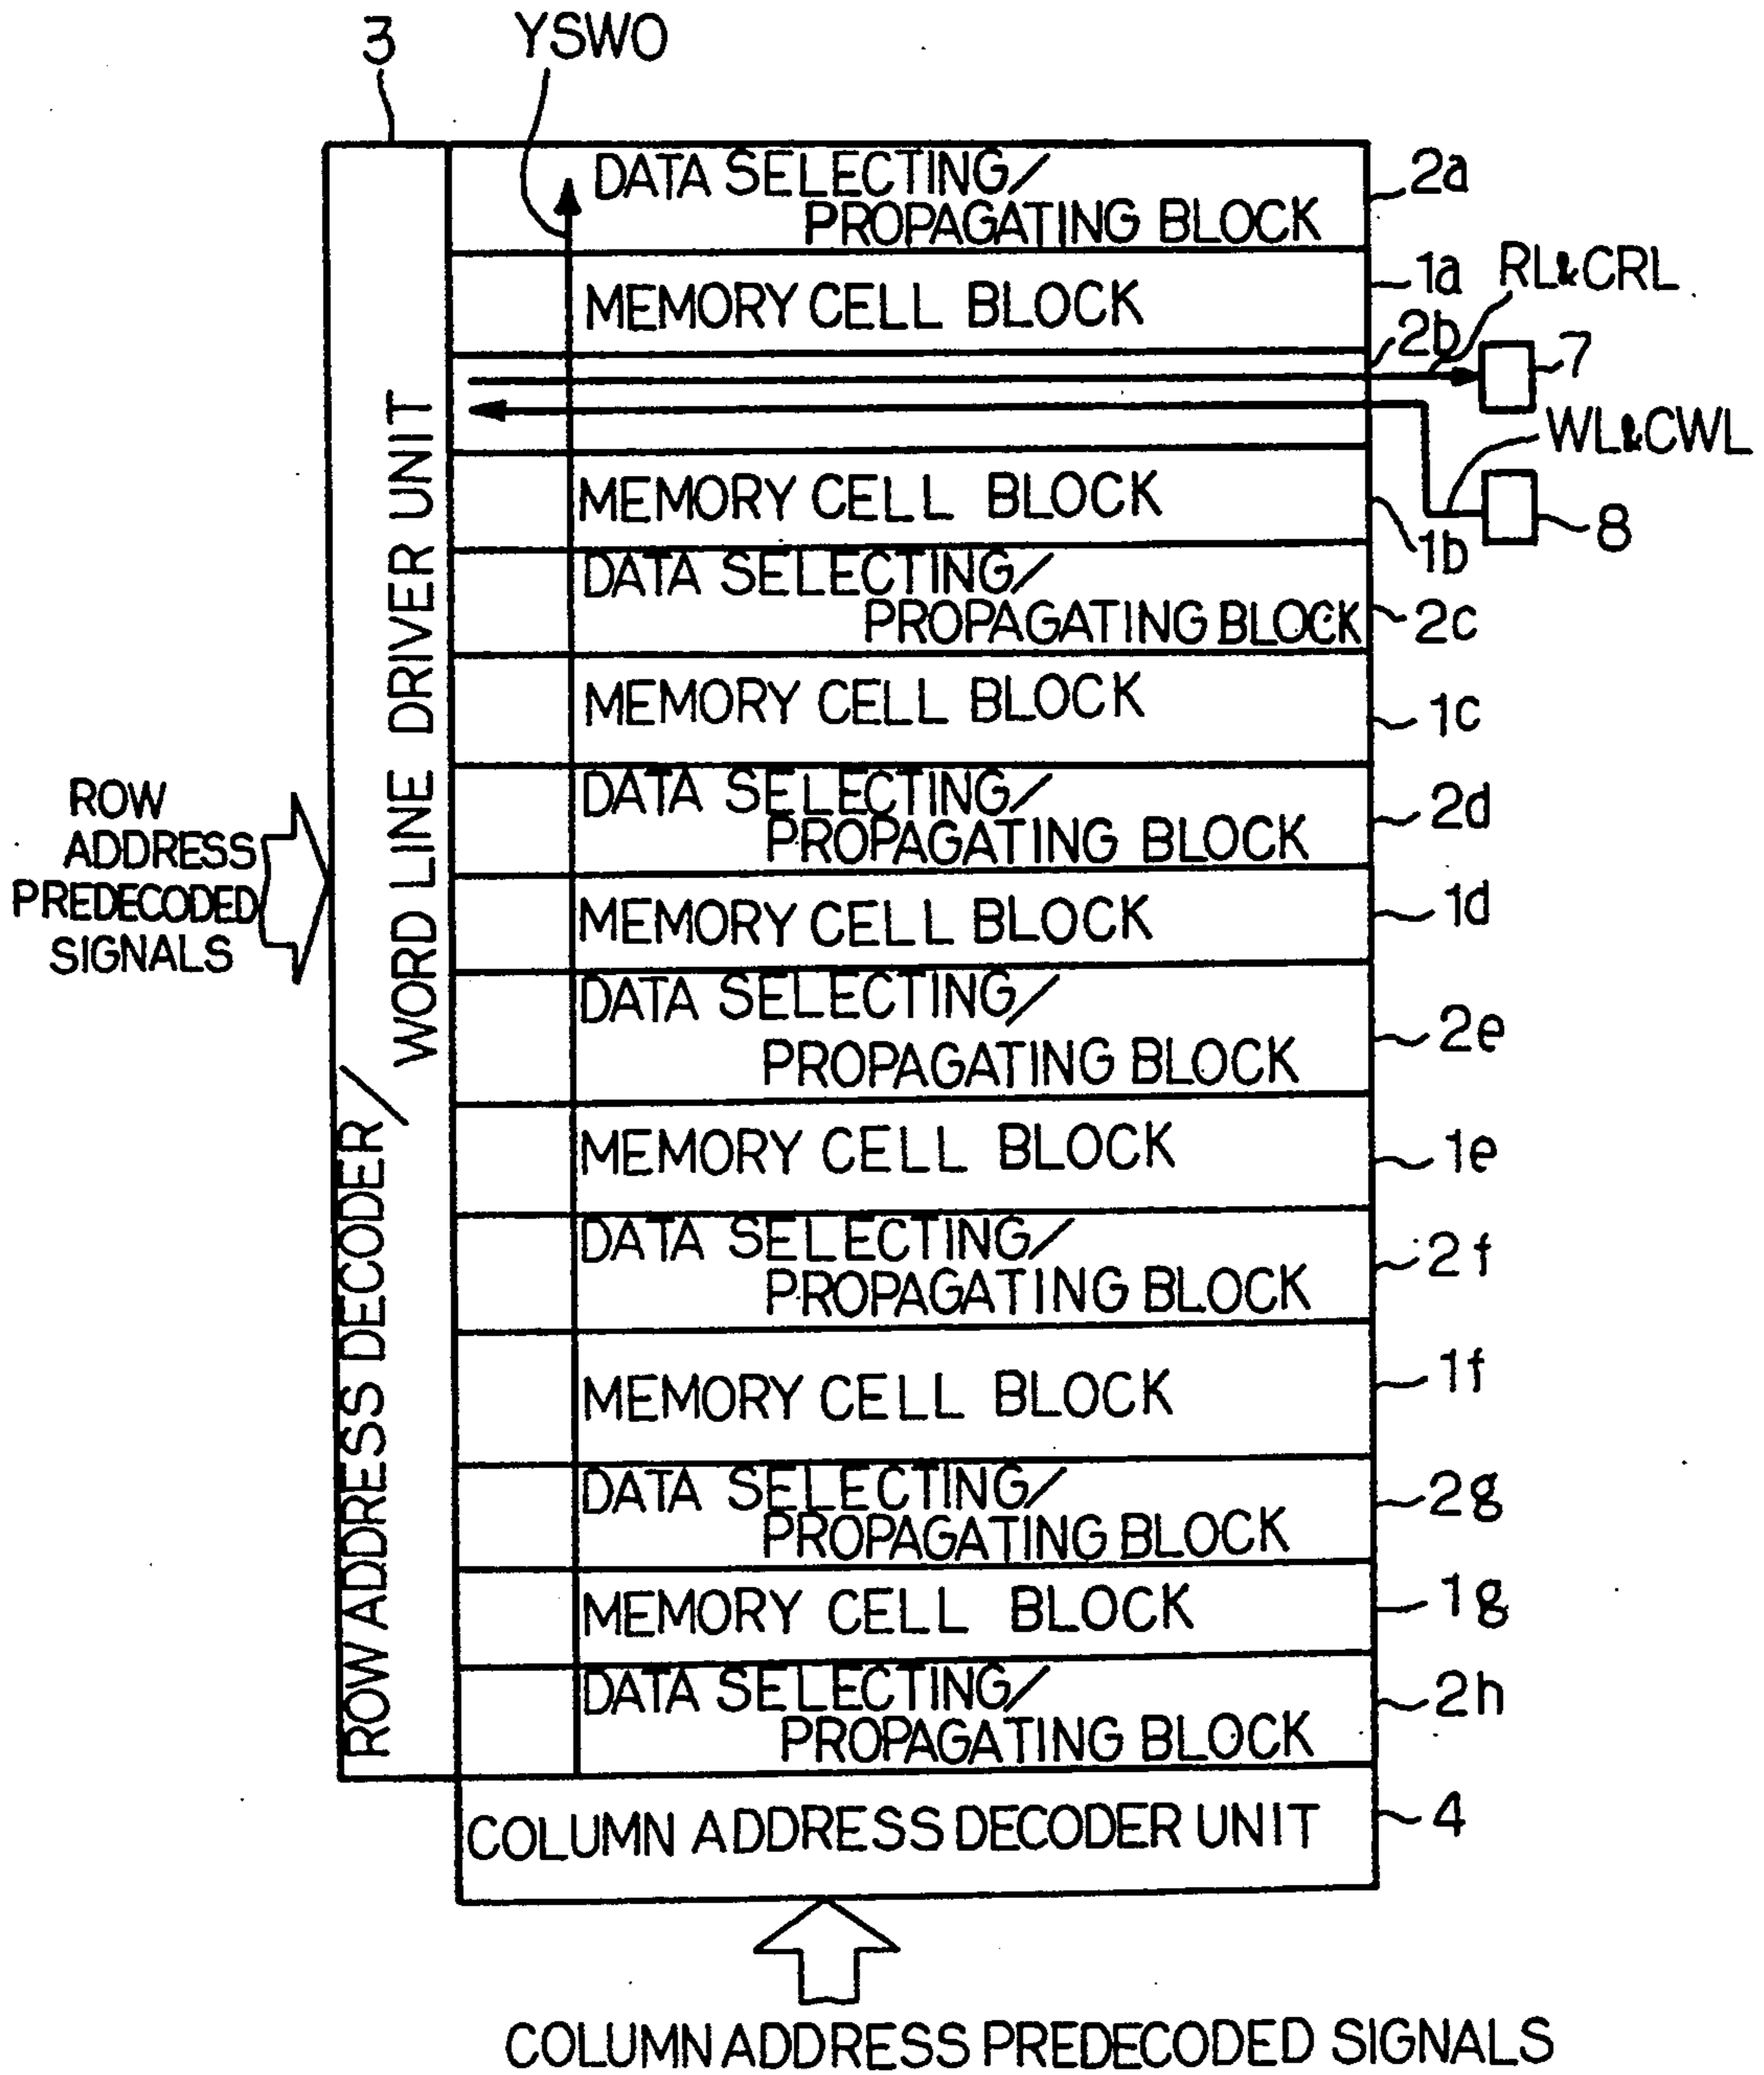 3
YSWO
DATA SELECTING/
PROPAGATING BLOCK
2a
MEMORY CELL BLOCK
1a
RL&CRL
2b
7
WL&CWL
MEMORY CELL BLOCK
1b
8
DATA SELECTING/
PROPAGATING BLOCK
2c
MEMORY CELL BLOCK
1c
DATA SELECTING/
PROPAGATING BLOCK
2d
MEMORY CELL BLOCK
1d
DATA SELECTING/
PROPAGATING BLOCK
2e
MEMORY CELL BLOCK
1e
DATA SELECTING/
PROPAGATING BLOCK
2f
MEMORY CELL BLOCK
1f
DATA SELECTING/
PROPAGATING BLOCK
2g
MEMORY CELL BLOCK
1g
DATA SELECTING/
PROPAGATING BLOCK
2h
ROW ADDRESS DECODER/
WORD LINE DRIVER UNIT
ROW
ADDRESS
PREDECODED
SIGNALS
COLUMN ADDRESS DECODER UNIT
4
COLUMN ADDRESS PREDECODED SIGNALS